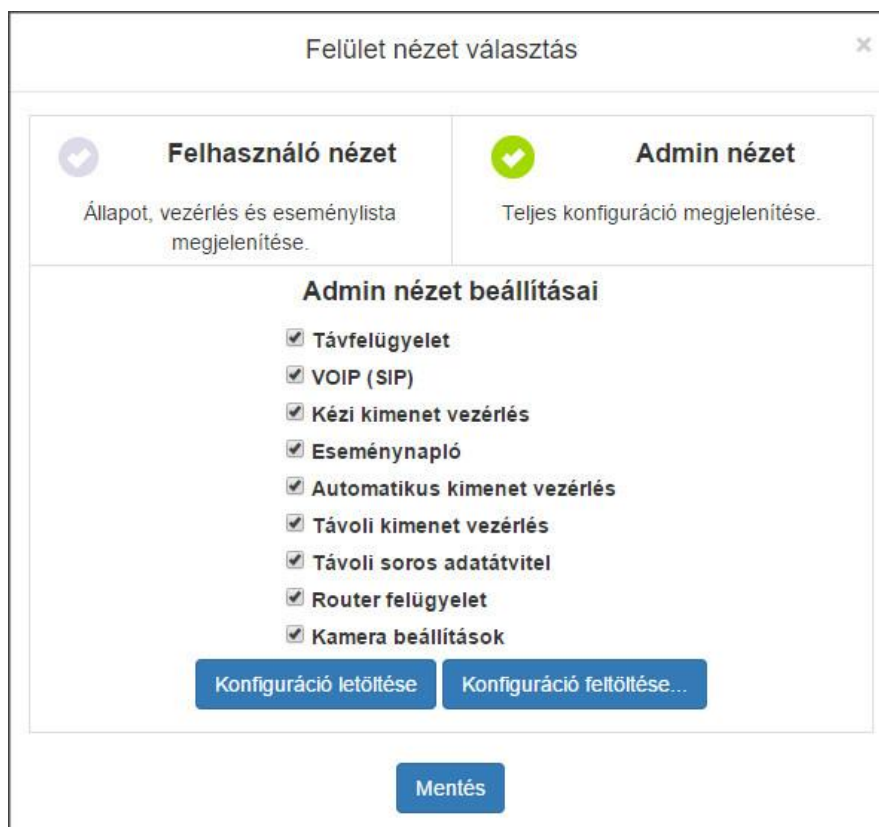 Felület nézet választás
×
Felhasználó nézet
Állapot, vezérlés és eseménylista
megjelenítése.
Admin nézet
Teljes konfiguráció megjelenítése.
Admin nézet beállításai
Távfelügyelet
VOIP (SIP)
Kézi kimenet vezérlés
Eseménynapló
Automatikus kimenet vezérlés
Távoli kimenet vezérlés
Távoli soros adatátvitel
Router felügyelet
Kamera beállítások
Konfiguráció letöltése
Konfiguráció feltöltése...
Mentés